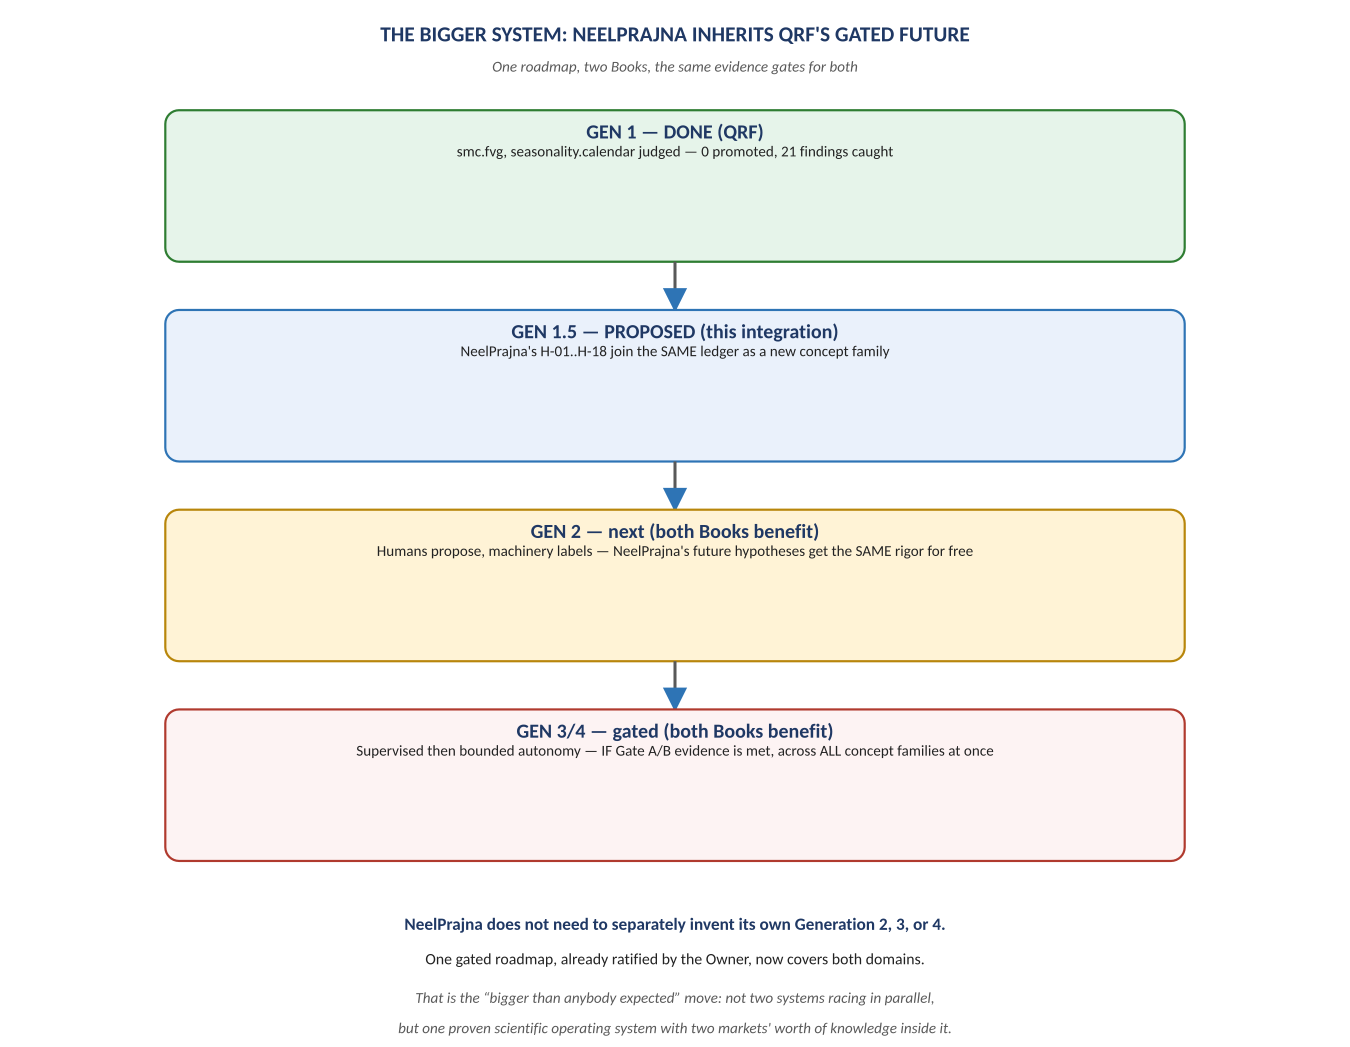 THE BIGGER SYSTEM: NEELPRAJNA INHERITS QRF'S GATED FUTURE
One roadmap, two Books, the same evidence gates for both
GEN 1 — DONE (QRF)
smc.fvg, seasonality.calendar judged — 0 promoted, 21 findings caught
GEN 1.5 — PROPOSED (this integration)
NeelPrajna's H-01..H-18 join the SAME ledger as a new concept family
GEN 2 — next (both Books benefit)
Humans propose, machinery labels — NeelPrajna's future hypotheses get the SAME rigor for free
GEN 3/4 — gated (both Books benefit)
Supervised then bounded autonomy — IF Gate A/B evidence is met, across ALL concept families at once
NeelPrajna does not need to separately invent its own Generation 2, 3, or 4.
One gated roadmap, already ratified by the Owner, now covers both domains.
That is the “bigger than anybody expected” move: not two systems racing in parallel,
but one proven scientific operating system with two markets' worth of knowledge inside it.